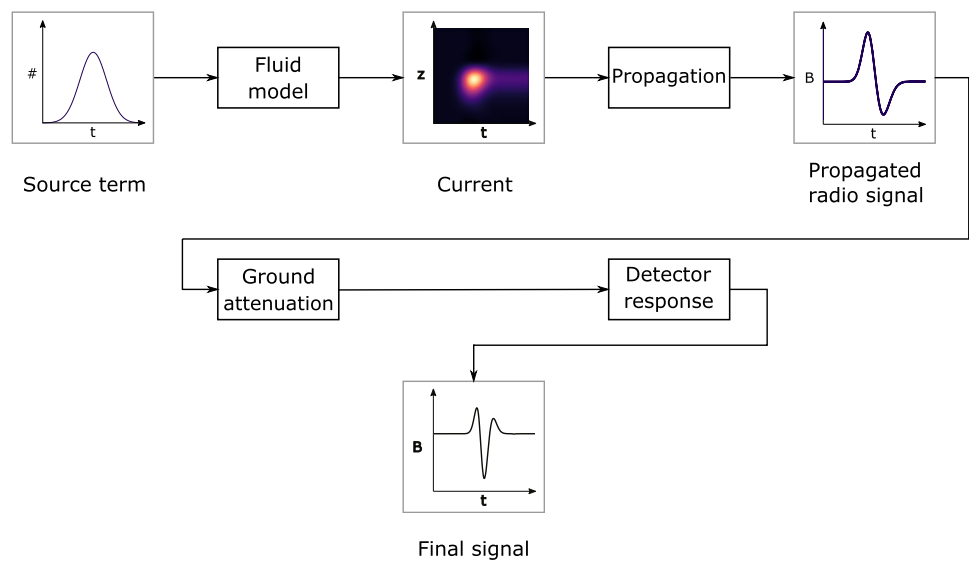 #
t
Source term
Fluid
model
z
t
Current
Propagation
B
t
Propagated
radio signal
Ground
attenuation
Detector
response
B
t
Final signal